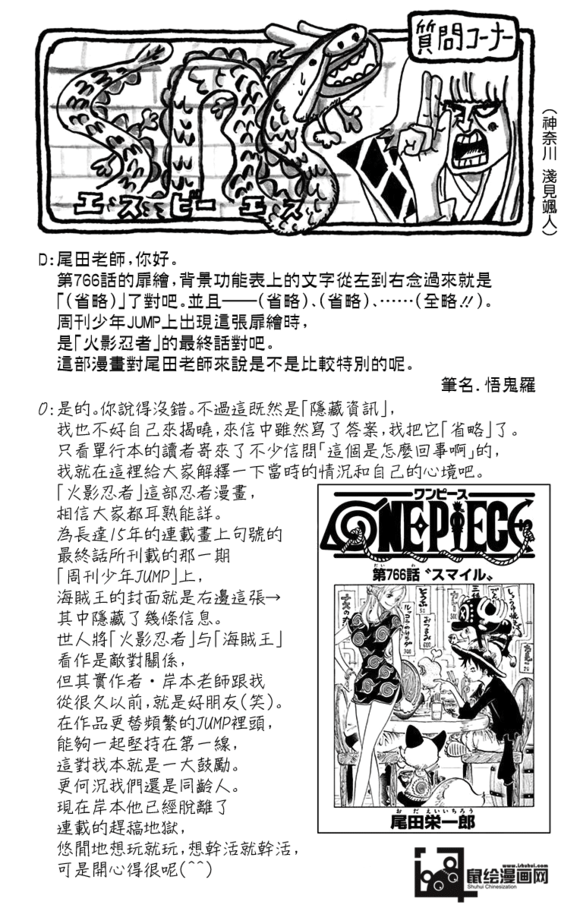 質問コーナー
エスビーエス
(神奈川 淺見颯人)
D:尾田老師,你好。
第766話的扉繪,背景功能表上的文字從左到右念過來就是
「(省略)」了對吧。並且——(省略)、(省略)、……(全略!!)。
周刊少年JUMP上出現這張扉繪時,
是「火影忍者」的最終話對吧。
這部漫畫對尾田老師來說是不是比較特別的呢。
筆名.悟鬼羅
O:是的。你說得沒錯。不過這既然是「隱藏資訊」,
我也不好自己來揭曉,來信中雖然寫了答案,我把它「省略」了。
只看單行本的讀者寄來了不少信問「這個是怎麼回事啊」的,
我就在這裡給大家解釋一下當時的情況和自己的心境吧。
「火影忍者」這部忍者漫畫,
相信大家都耳熟能詳。
為長達15年的連載畫上句號的
最終話所刊載的那一期
「周刊少年JUMP」上,
海賊王的封面就是右邊這張→
其中隱藏了幾條信息。
世人將「火影忍者」与「海賊王」
看作是敵對關係,
但其實作者・岸本老師跟我
從很久以前,就是好朋友(笑)。
在作品更替頻繁的JUMP裡頭,
能夠一起堅持在第一線,
這對我本就是一大鼓勵。
更何況我們還是同齡人。
現在岸本他已經脫離了
連載的趕稿地獄,
悠閒地想玩就玩,想幹活就幹活,
可是開心得很呢(^^)
ワンピース
ONE PIECE
だい わ
第766話〝スマイル〟
おだえいいちろう
尾田栄一郎
www.ishuhui.com
鼠绘漫画网
Shuhui Chinesization